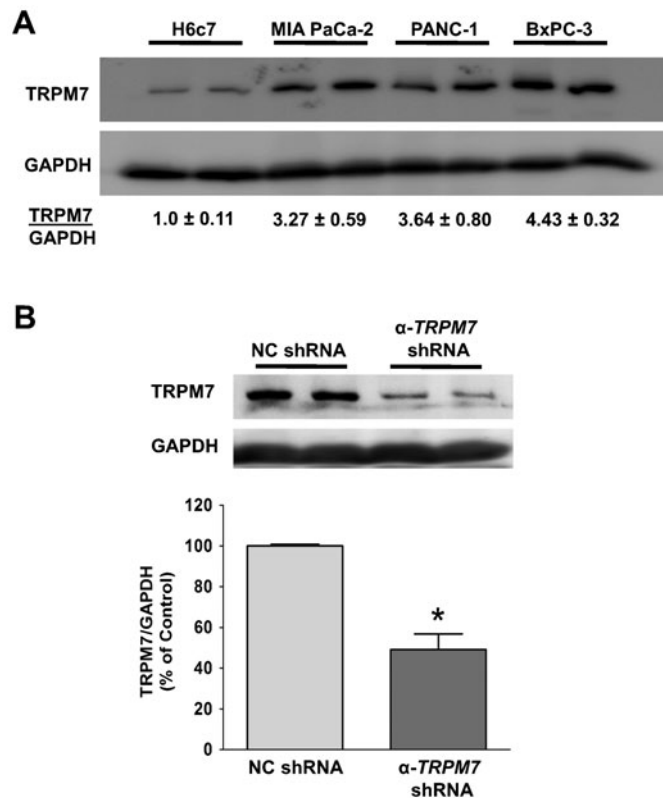 A
H6c7 MIA PaCa-2 PANC-1 BxPC-3
TRPM7
GAPDH
TRPM7
GAPDH
1.0 ± 0.11 3.27 ± 0.59 3.64 ± 0.80 4.43 ± 0.32
B
NC shRNA
α-TRPM7
shRNA
TRPM7
GAPDH
TRPM7/GAPDH
(% of Control)
120
100
80
60
40
20
0
*
NC shRNA
α-TRPM7
shRNA